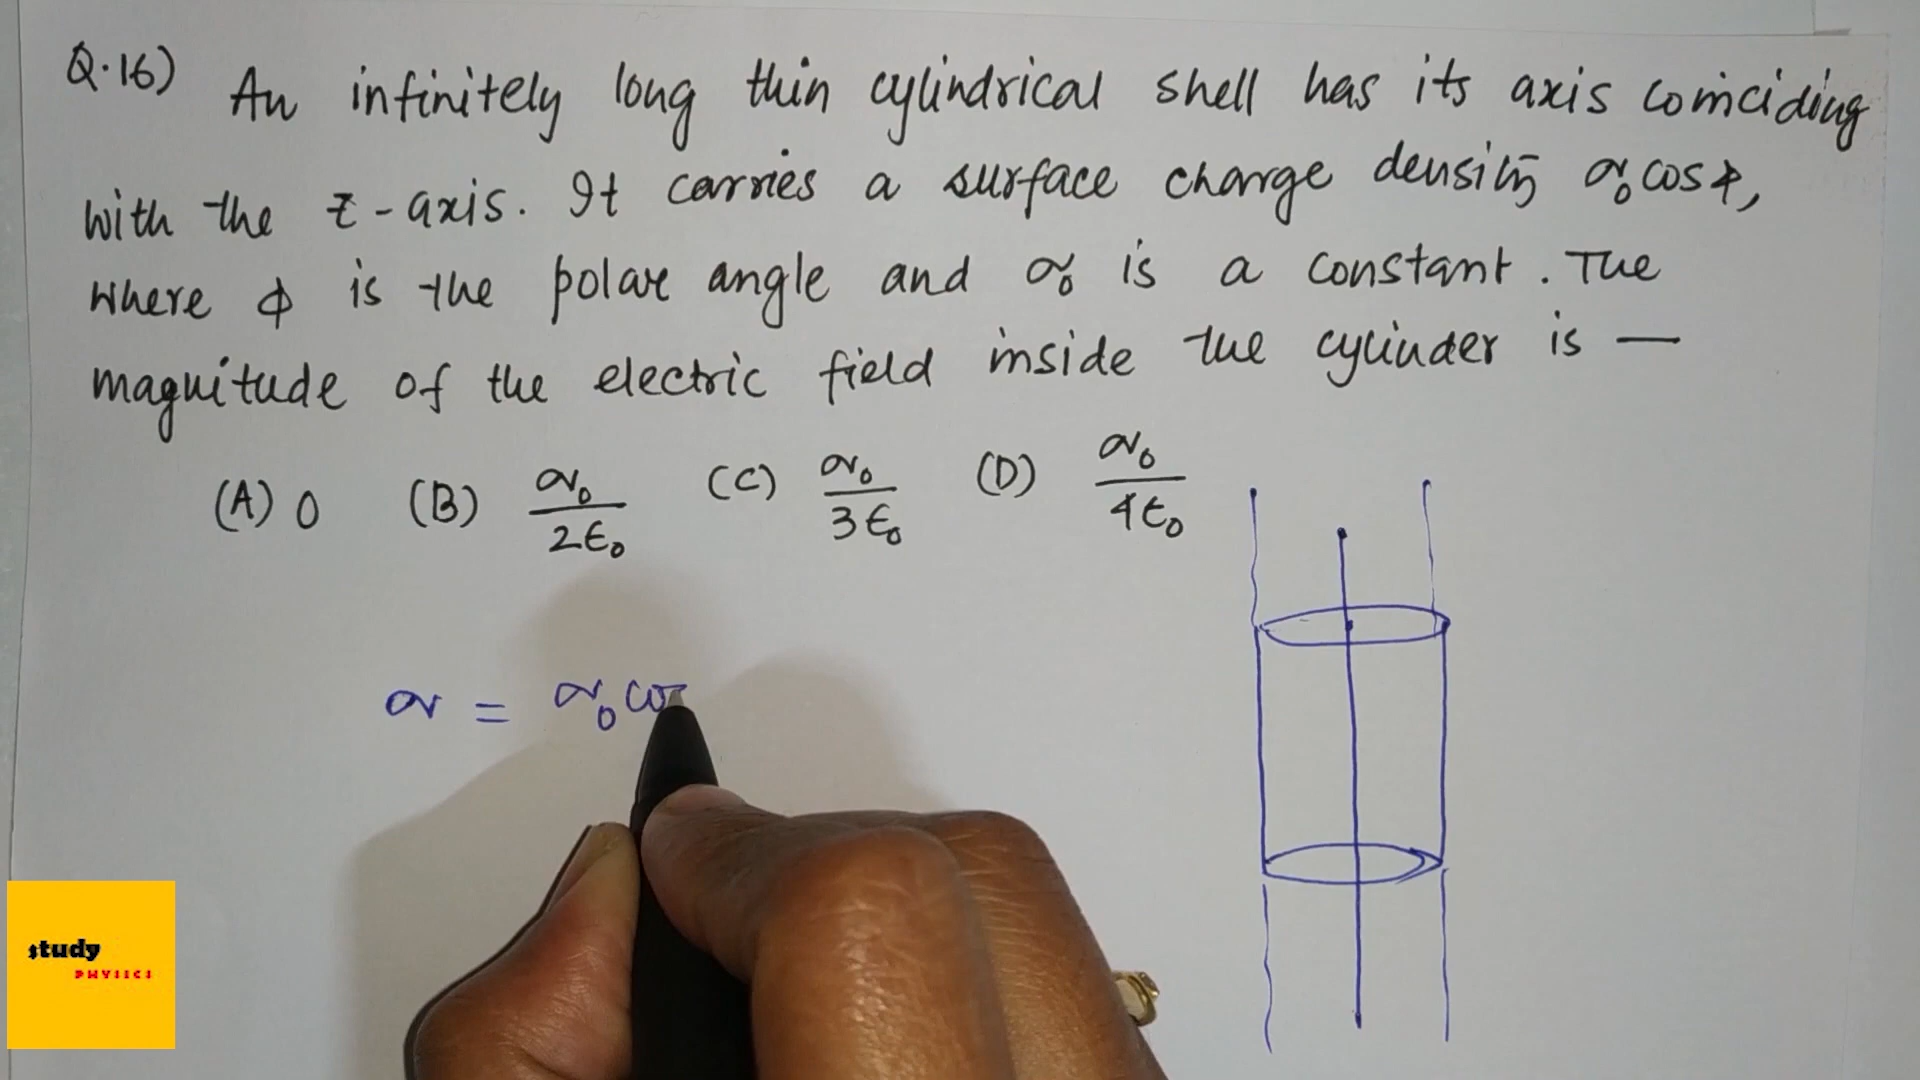 Q.16) An infinitely long thin cylindrical shell has its axis coinciding
with the z-axis. It carries a surface charge density σ₀ cos φ,
where φ is the polar angle and σ₀ is a constant. The
magnitude of the electric field inside the cylinder is —
(A) 0 (B) σ₀/2ε₀ (C) σ₀/3ε₀ (D) σ₀/4ε₀
σ = σ₀ cos
study
PHYSICS